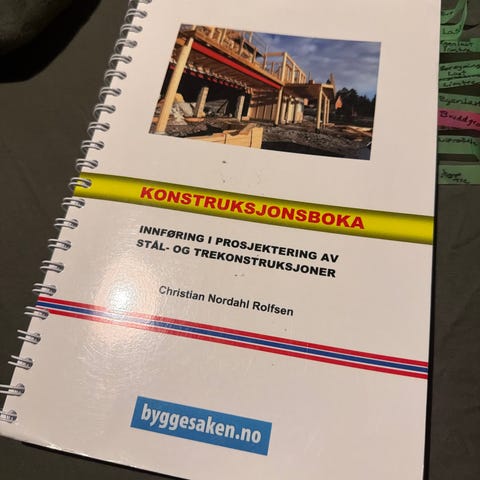 KONSTRUKSJONSBOKA
INNFØRING I PROSJEKTERING AV
STÅL- OG TREKONSTRUKSJONER
Christian Nordahl Rolfsen
byggesaken.no